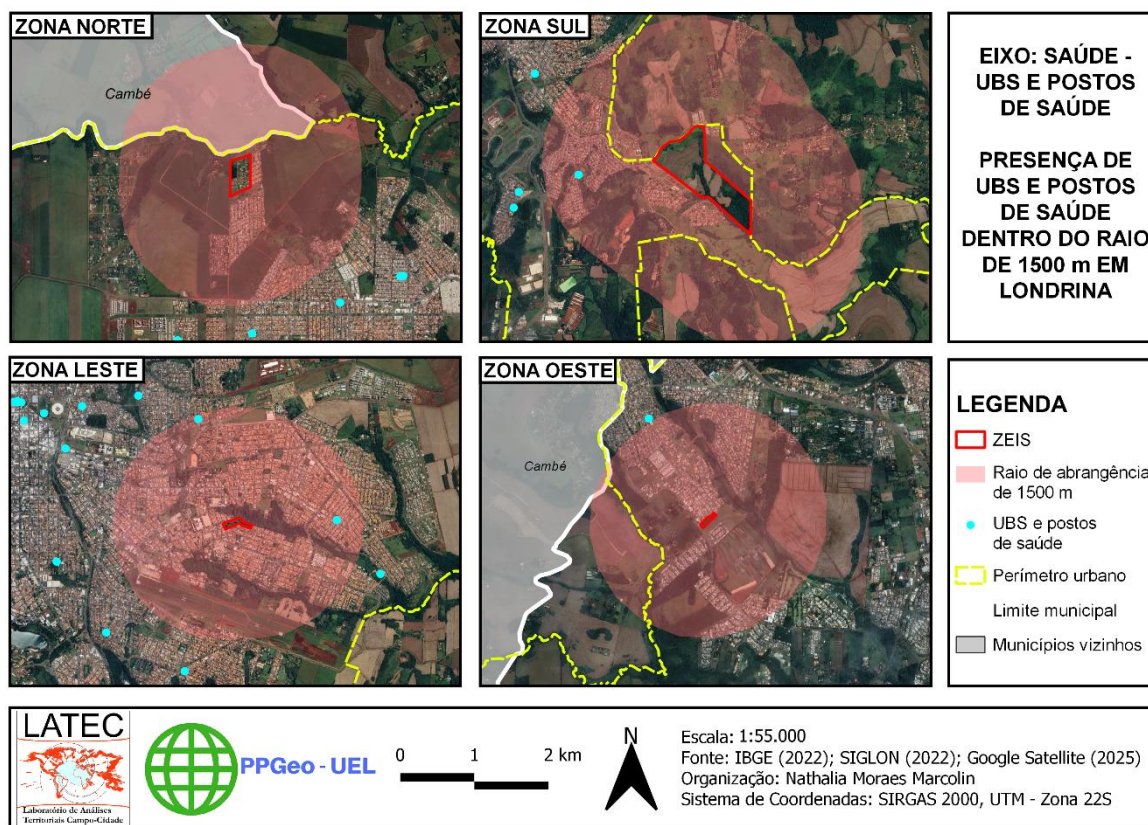 ZONA NORTE
Cambé
ZONA SUL
EIXO: SAÚDE -
UBS E POSTOS
DE SAÚDE
PRESENÇA DE
UBS E POSTOS
DE SAÚDE
DENTRO DO RAIO
DE 1500 m EM
LONDRINA
ZONA LESTE
ZONA OESTE
Cambé
LEGENDA
ZEIS
Raio de abrangência
de 1500 m
UBS e postos
de saúde
Perímetro urbano
Limite municipal
Municípios vizinhos
LATEC
Laboratório de Análises
Territoriais Campo-Cidade
PPGeo - UEL
0 1 2 km
N
Escala: 1:55.000
Fonte: IBGE (2022); SIGLON (2022); Google Satellite (2025)
Organização: Nathalia Moraes Marcolin
Sistema de Coordenadas: SIRGAS 2000, UTM - Zona 22S